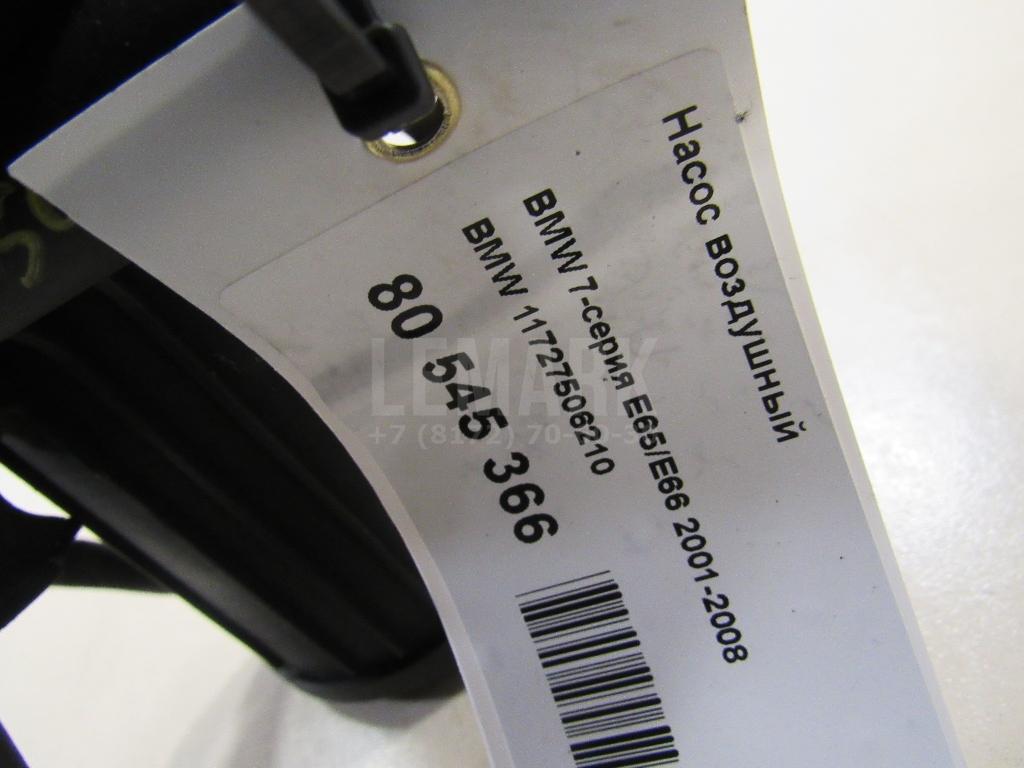 Насос воздушный
BMW 7-серия E65/E66 2001-2008
BMW 11727506210
80 545 366
LEMARK